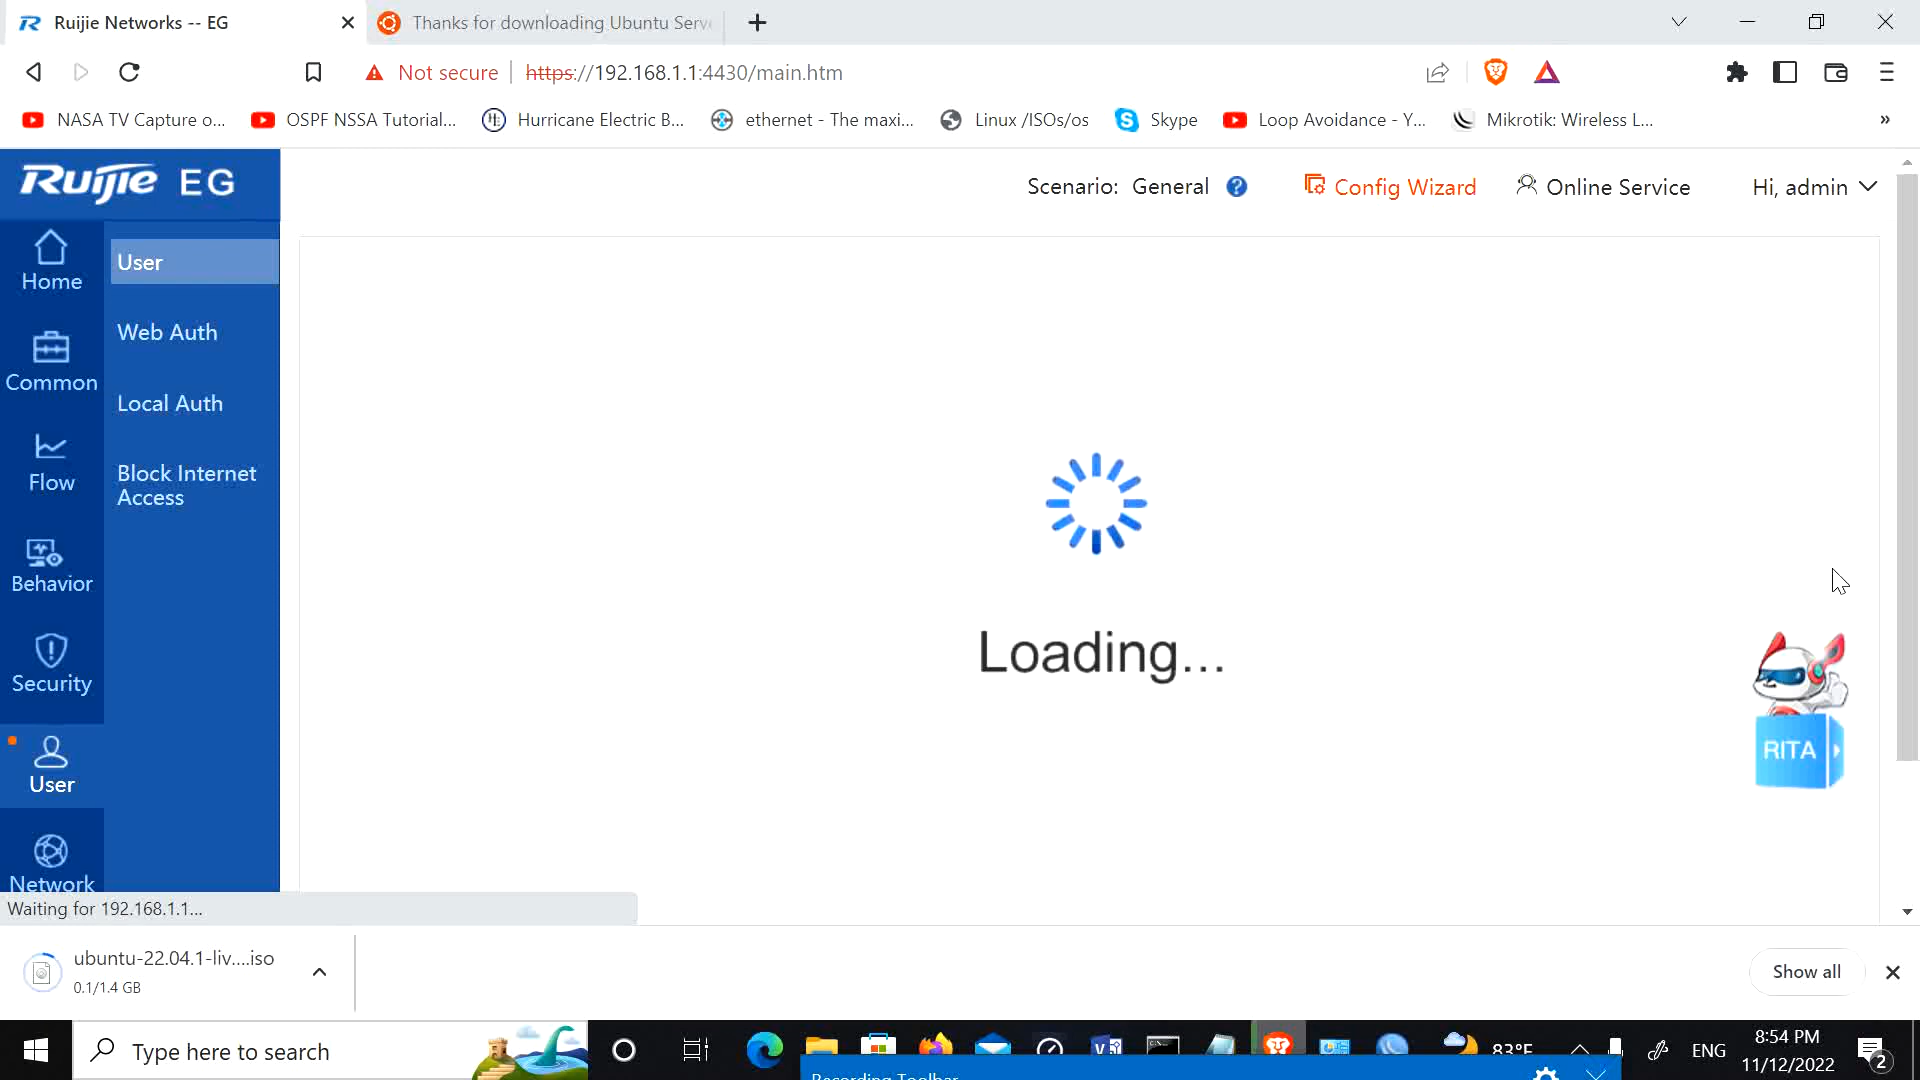 Ruijie Networks -- EG
Thanks for downloading Ubuntu Serv
Not secure
https://192.168.1.1:4430/main.htm
NASA TV Capture o...
OSPF NSSA Tutorial...
Hurricane Electric B...
ethernet - The maxi...
Linux /ISOs/os
Skype
Loop Avoidance - Y...
Mikrotik: Wireless L...
»
Ruijie EG
Scenario: General
?
Config Wizard
Online Service
Hi, admin
Home
Common
Flow
Behavior
Security
User
Network
User
Web Auth
Local Auth
Block Internet
Access
Loading...
RITA
Waiting for 192.168.1.1...
ubuntu-22.04.1-liv....iso
0.1/1.4 GB
Show all
Type here to search
83°F
ENG
8:54 PM
11/12/2022
2
Recording Toolbar